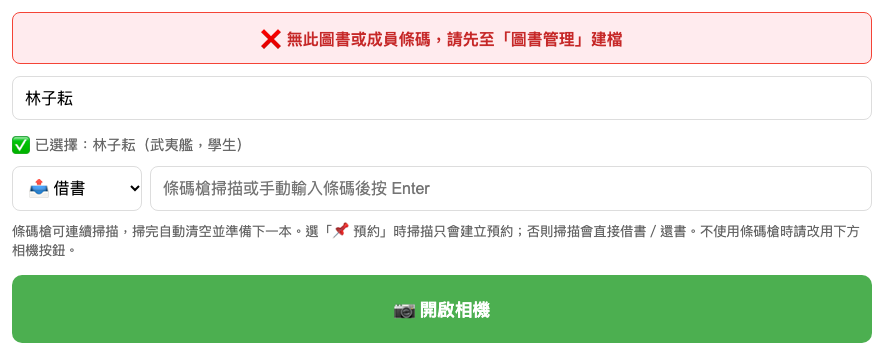 ❌ 無此圖書或成員條碼，請先至「圖書管理」建檔
林子耘
✅ 已選擇：林子耘（武夷艦，學生）
📤 借書
條碼槍掃描或手動輸入條碼後按 Enter
條碼槍可連續掃描，掃完自動清空並準備下一本。選「📌 預約」時掃描只會建立預約；否則掃描會直接借書 / 還書。不使用條碼槍時請改用下方
相機按鈕。
📷 開啟相機